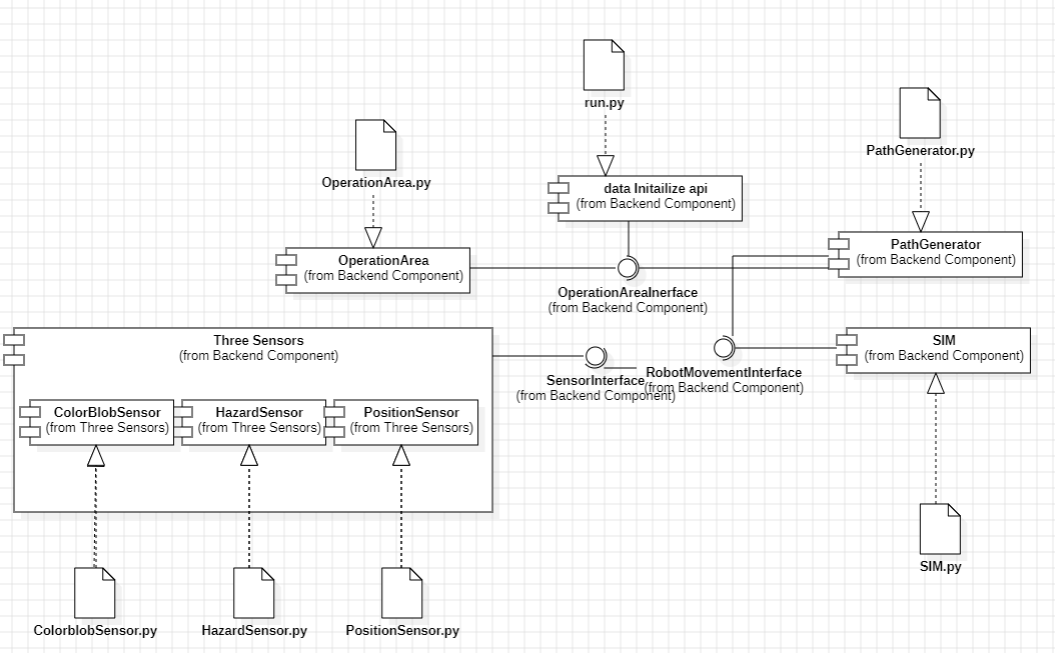 run.py
PathGenerator.py
OperationArea.py
data Initailize api
(from Backend Component)
PathGenerator
(from Backend Component)
OperationArea
(from Backend Component)
OperationAreaInerface
(from Backend Component)
Three Sensors
(from Backend Component)
SIM
(from Backend Component)
SensorInterface
(from Backend Component)
RobotMovementInterface
(from Backend Component)
ColorBlobSensor
(from Three Sensors)
HazardSensor
(from Three Sensors)
PositionSensor
(from Three Sensors)
SIM.py
ColorblobSensor.py
HazardSensor.py
PositionSensor.py